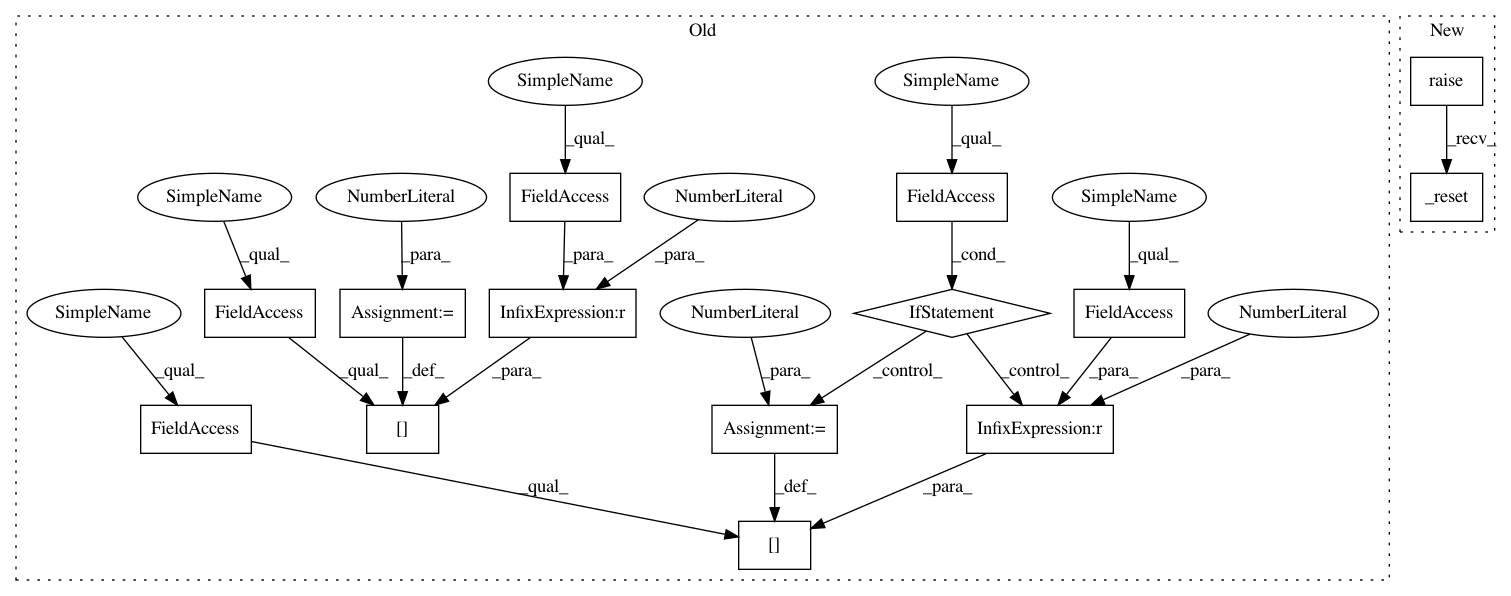 Old
New
SimpleName
SimpleName
raise
_qual_
_qual_
_recv_
SimpleName
NumberLiteral
FieldAccess
NumberLiteral
FieldAccess
SimpleName
_reset
_qual_
_para_
_para_
_para_
_cond_
_qual_
SimpleName
FieldAccess
Assignment:=
InfixExpression:r
NumberLiteral
IfStatement
FieldAccess
NumberLiteral
_qual_
_qual_
_def_
_para_
_para_
_control_
_control_
_para_
_para_
FieldAccess
[]
Assignment:=
InfixExpression:r
_qual_
_def_
_para_
[]